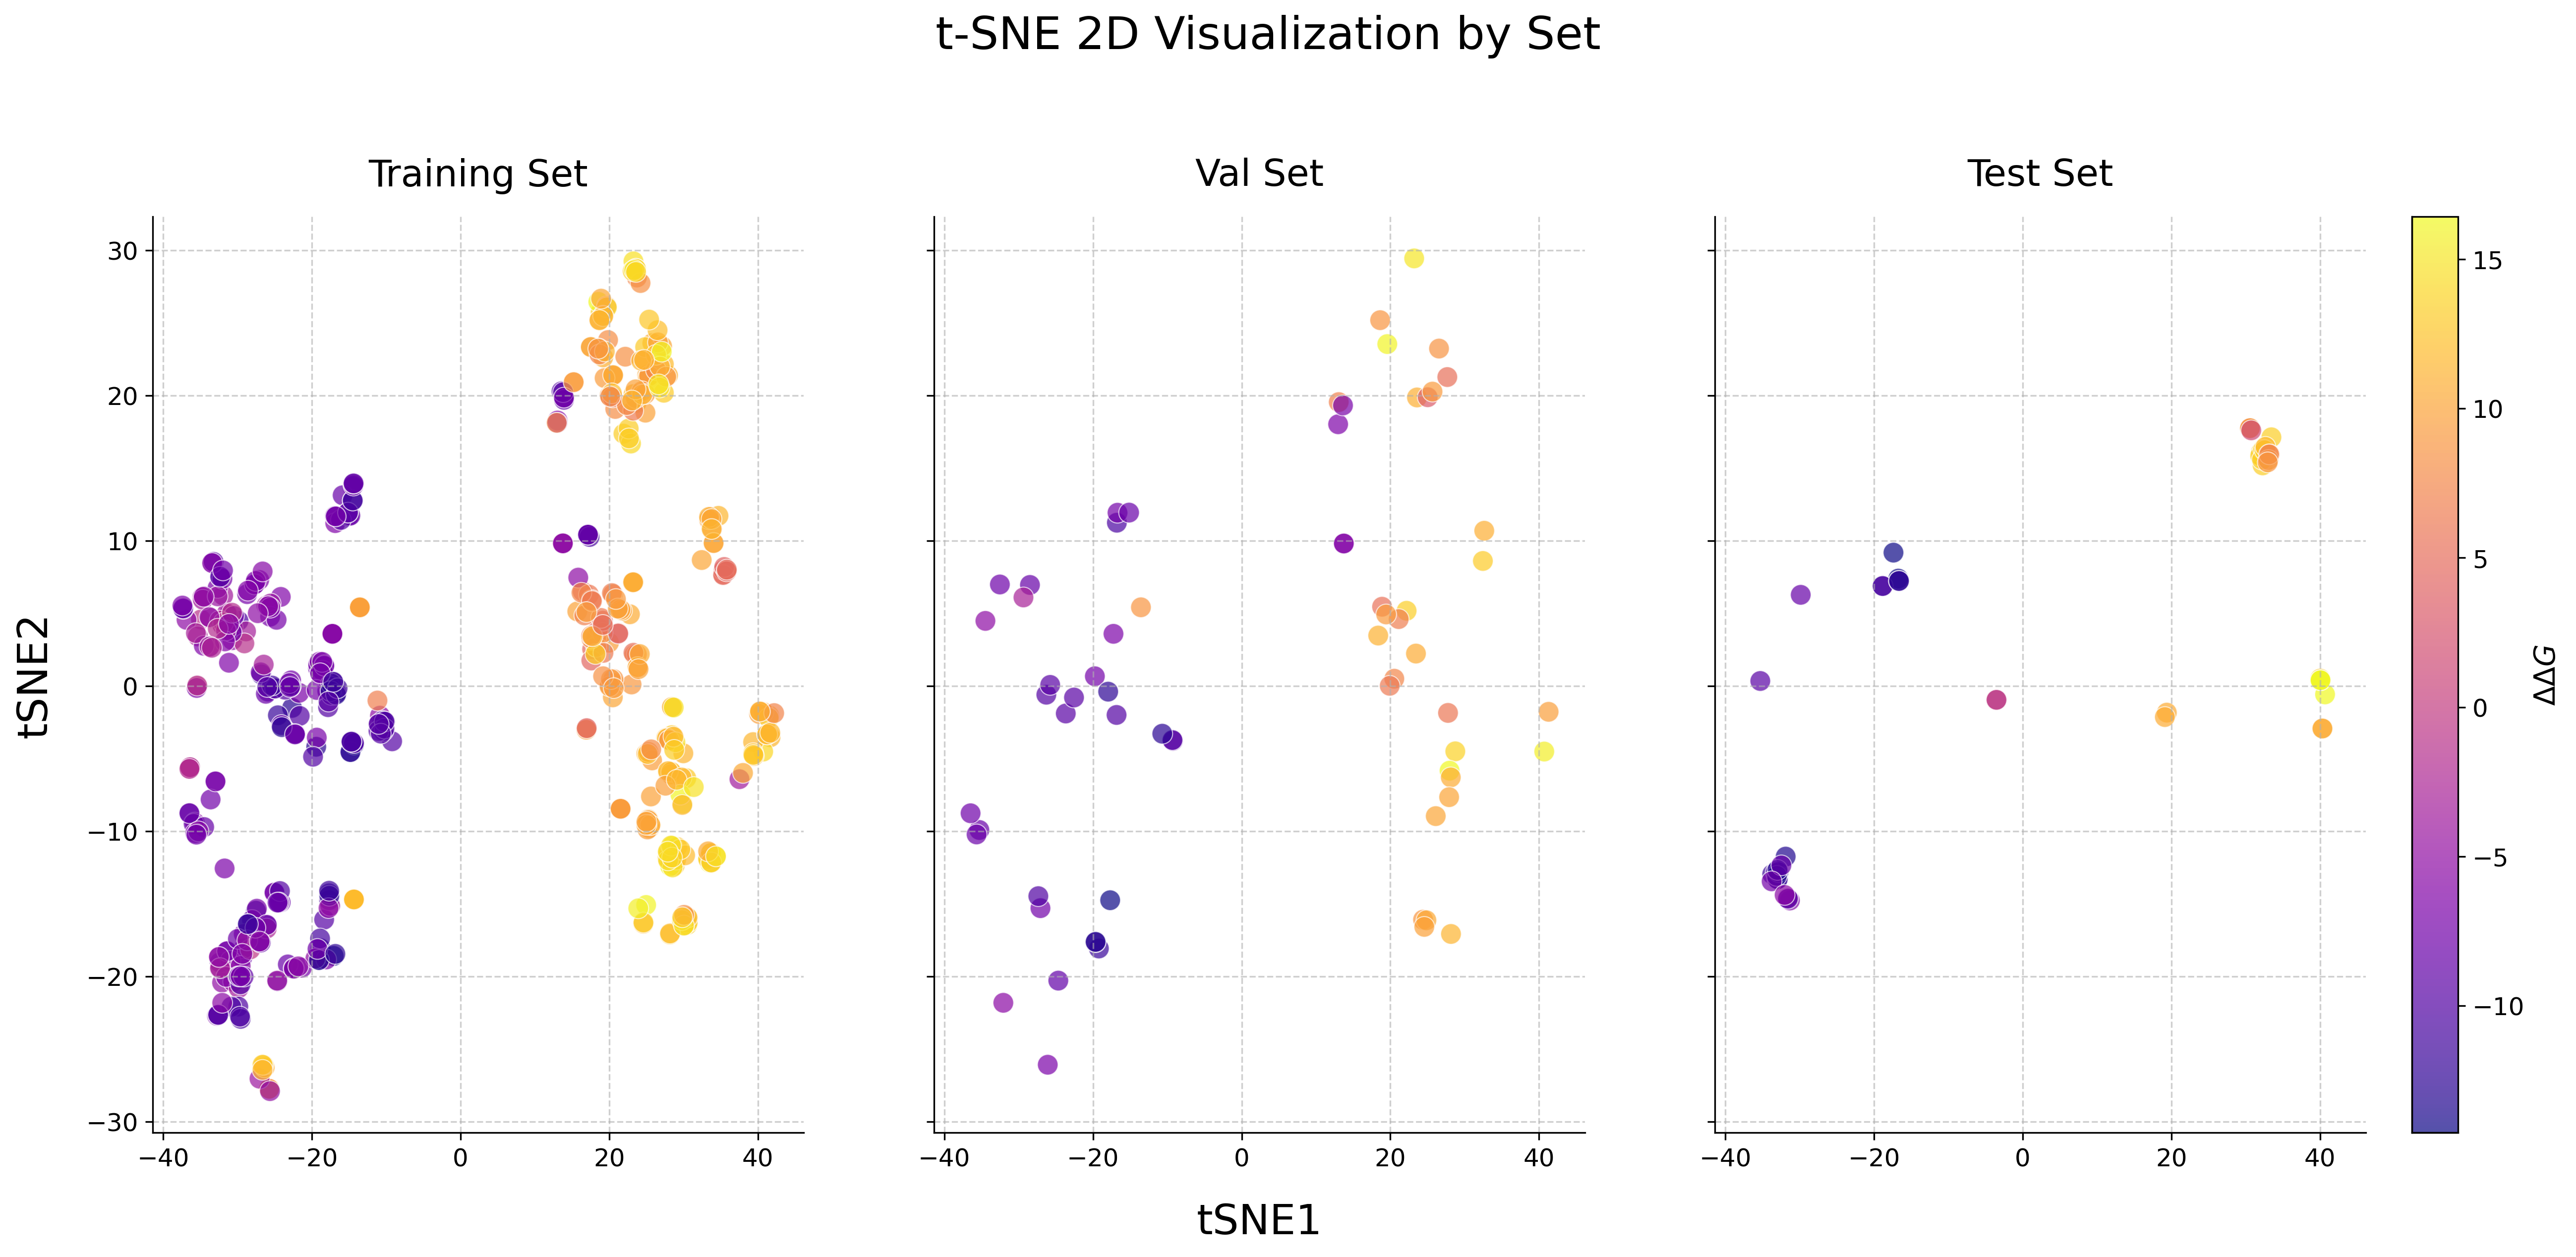 t-SNE 2D Visualization by Set
Training Set
Val Set
Test Set
30
20
10
0
−10
−20
−30
tSNE2
−40 −20 0 20 40
−40 −20 0 20 40
−40 −20 0 20 40
tSNE1
15
10
5
0
−5
−10
ΔΔG